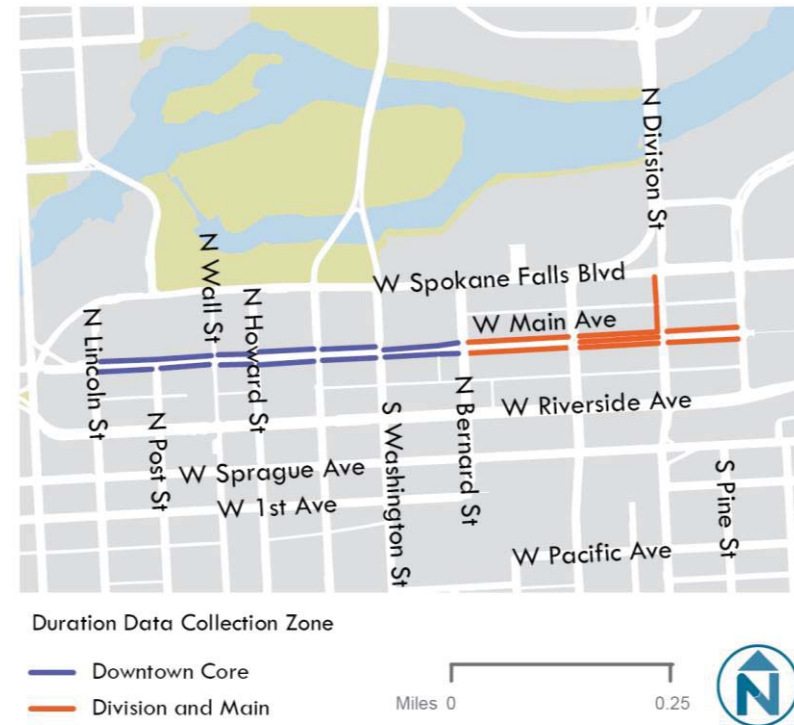 N Division St
W Spokane Falls Blvd
N Wall St
N Howard St
W Main Ave
N Lincoln St
N Post St
S Washington St
N Bernard St
W Riverside Ave
W Sprague Ave
W 1st Ave
S Pine St
W Pacific Ave
Duration Data Collection Zone
Downtown Core
Division and Main
Miles 0 0.25
N